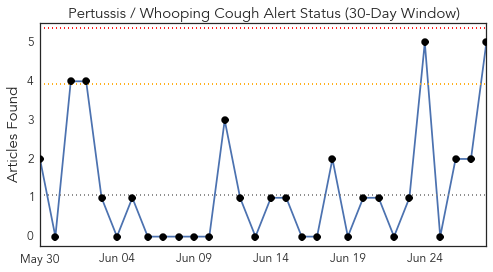 Pertussis / Whooping Cough Alert Status (30-Day Window)
Articles Found
5
4
3
2
1
0
May 30 Jun 04 Jun 09 Jun 14 Jun 19 Jun 24